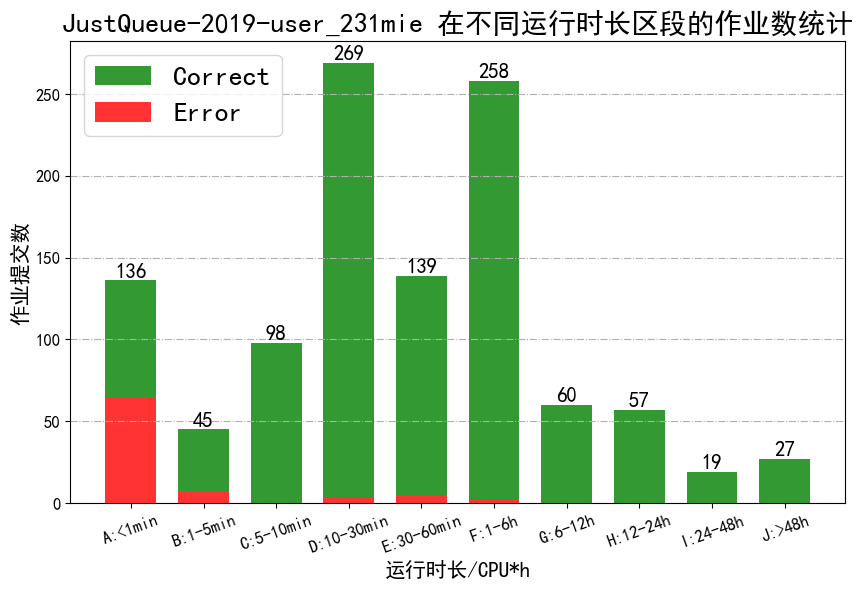 JustQueue-2019-user_231mie 在不同运行时长区段的作业数统计
Correct
Error
269
258
136
139
98
45
60
57
19
27
作业提交数
250
200
150
100
50
0
A:<1min
B:1-5min
C:5-10min
D:10-30min
E:30-60min
F:1-6h
G:6-12h
H:12-24h
I:24-48h
J:>48h
运行时长/CPU*h